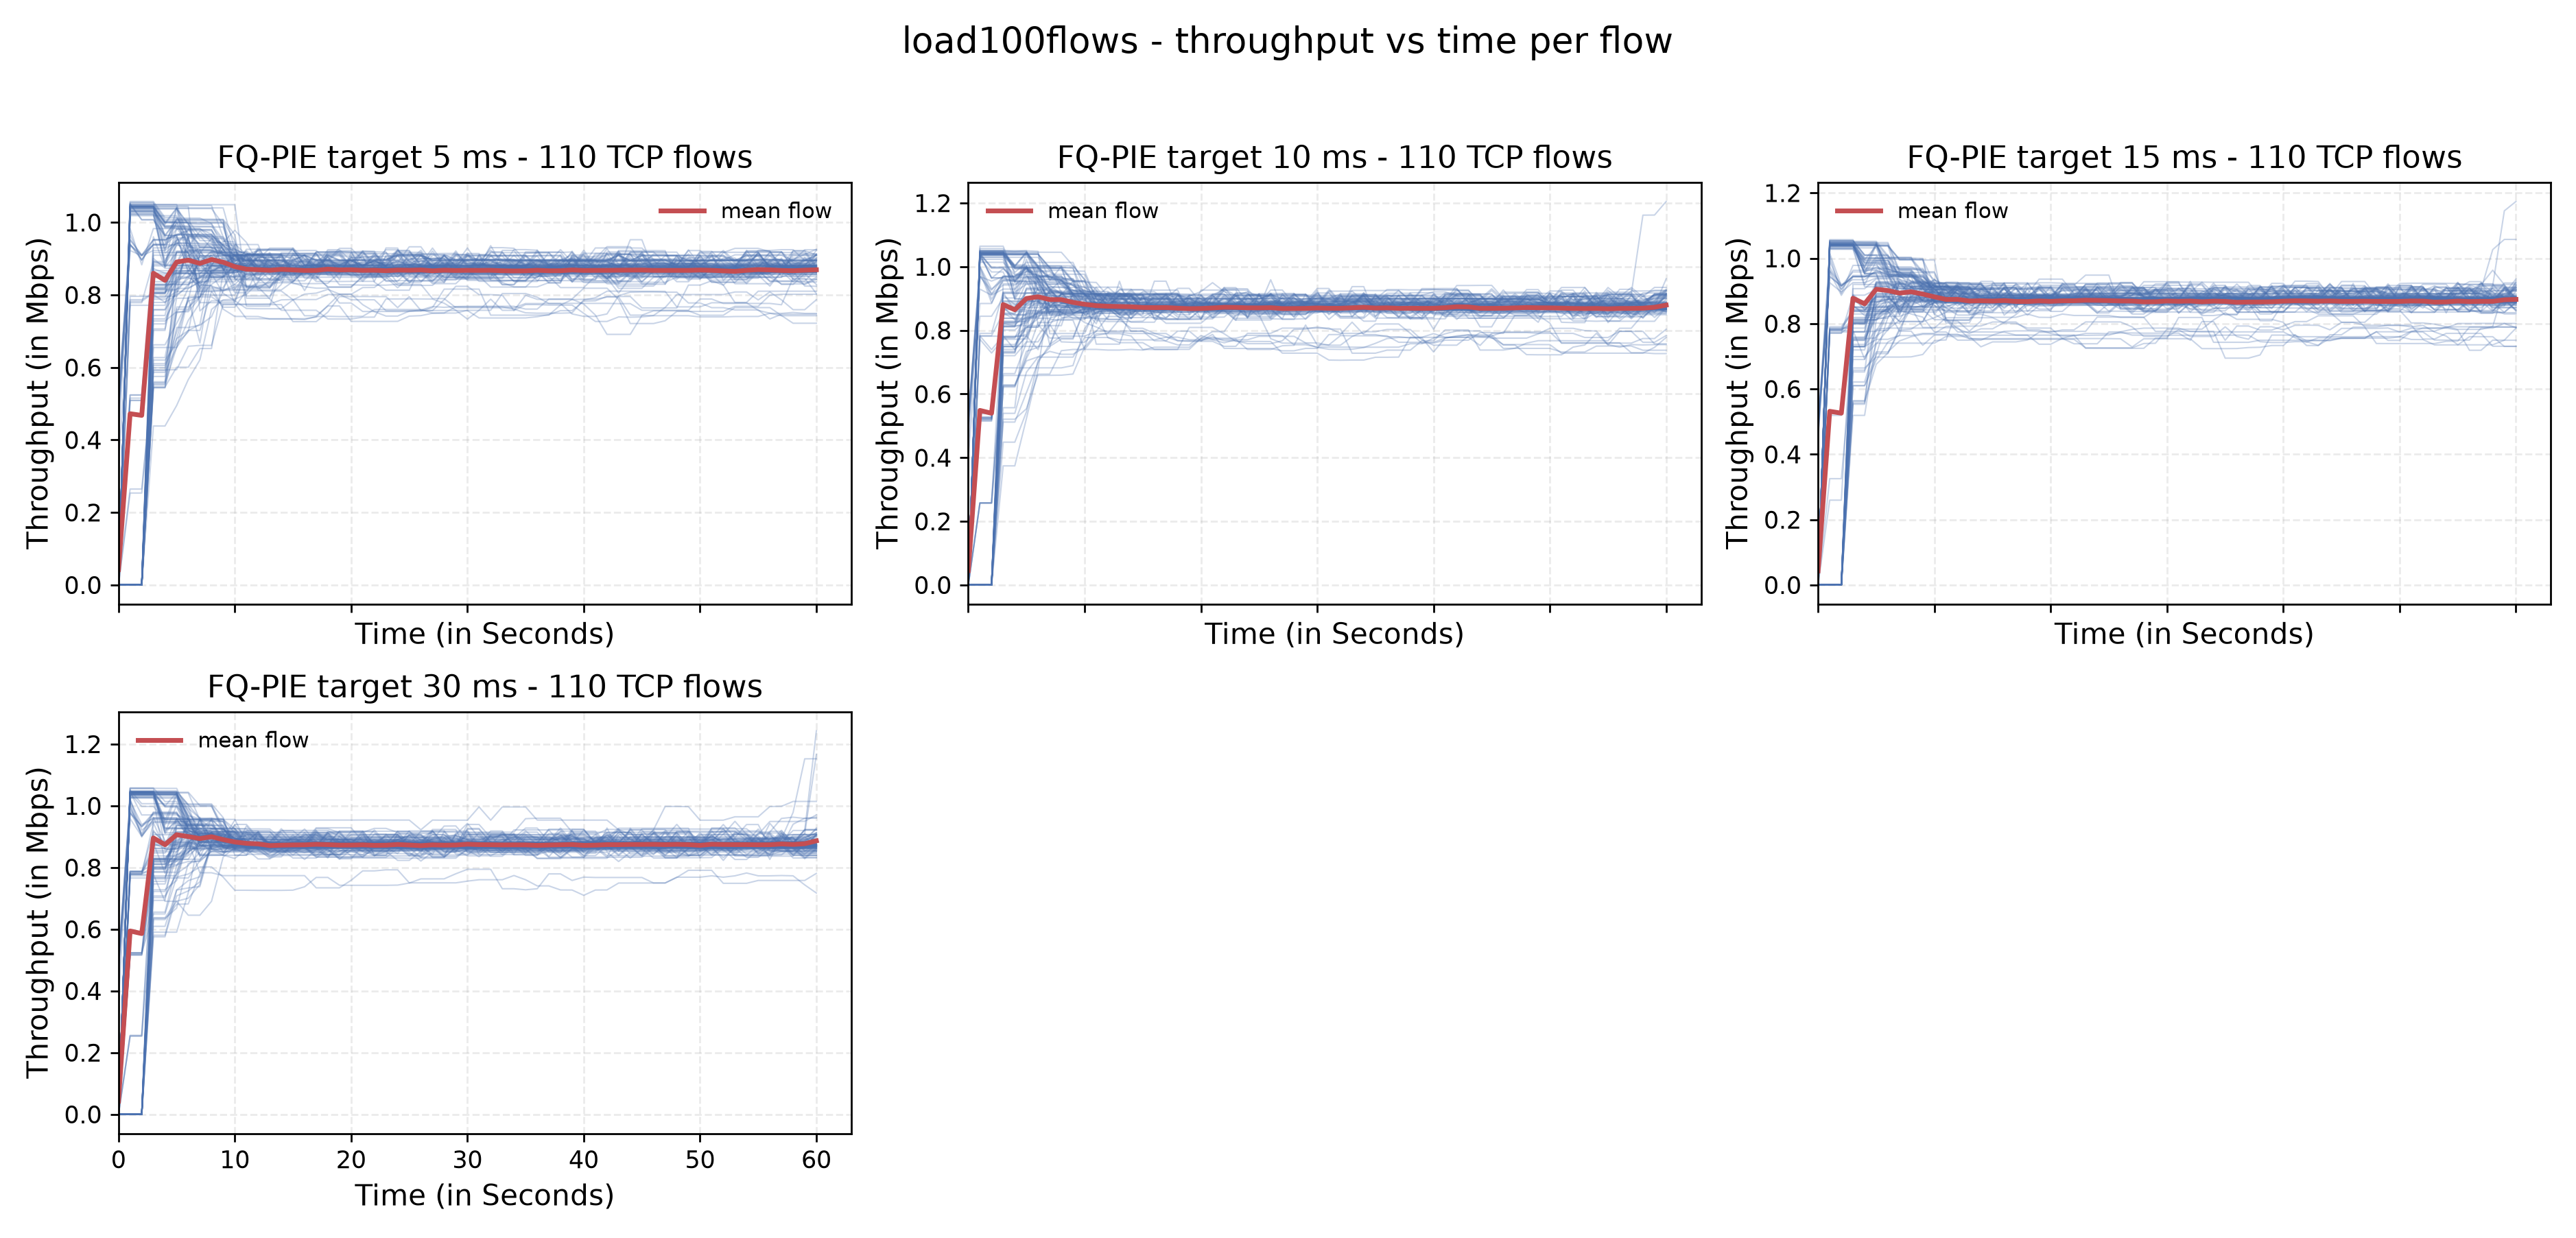 load100flows - throughput vs time per flow
FQ-PIE target 5 ms - 110 TCP flows
mean flow
Throughput (in Mbps)
1.0
0.8
0.6
0.4
0.2
0.0
Time (in Seconds)
FQ-PIE target 10 ms - 110 TCP flows
mean flow
Throughput (in Mbps)
1.2
1.0
0.8
0.6
0.4
0.2
0.0
Time (in Seconds)
FQ-PIE target 15 ms - 110 TCP flows
mean flow
Throughput (in Mbps)
1.2
1.0
0.8
0.6
0.4
0.2
0.0
Time (in Seconds)
FQ-PIE target 30 ms - 110 TCP flows
mean flow
Throughput (in Mbps)
1.2
1.0
0.8
0.6
0.4
0.2
0.0
0 10 20 30 40 50 60
Time (in Seconds)